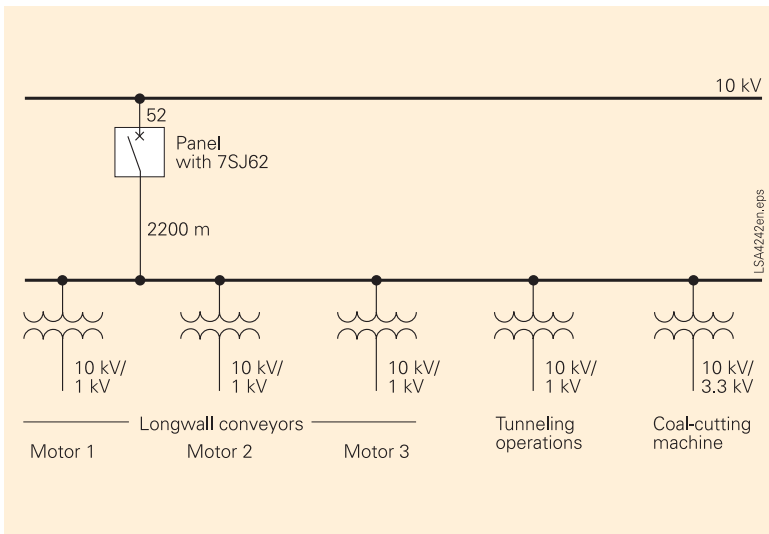 10 kV
52
Panel
with 7SJ62
2200 m
LSA4242en.eps
10 kV/
1 kV
10 kV/
1 kV
10 kV/
1 kV
10 kV/
1 kV
10 kV/
3.3 kV
Longwall conveyors
Motor 1
Motor 2
Motor 3
Tunneling
operations
Coal-cutting
machine